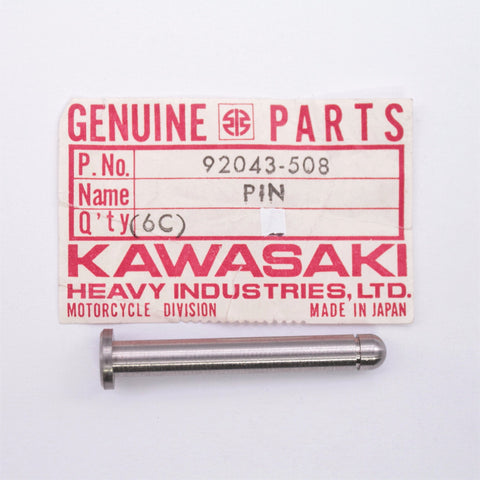 GENUINE PARTS
P.No. 92043-508
Name PIN
Q'ty (6C)
KAWASAKI
HEAVY INDUSTRIES, LTD.
MOTORCYCLE DIVISION MADE IN JAPAN